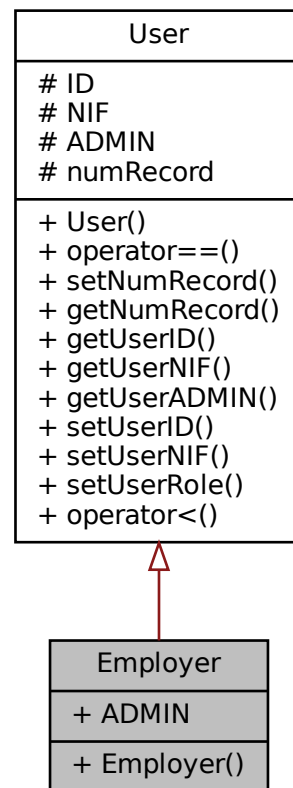 User
# ID
# NIF
# ADMIN
# numRecord
+ User()
+ operator==()
+ setNumRecord()
+ getNumRecord()
+ getUserID()
+ getUserNIF()
+ getUserADMIN()
+ setUserID()
+ setUserNIF()
+ setUserRole()
+ operator<()
Employer
+ ADMIN
+ Employer()